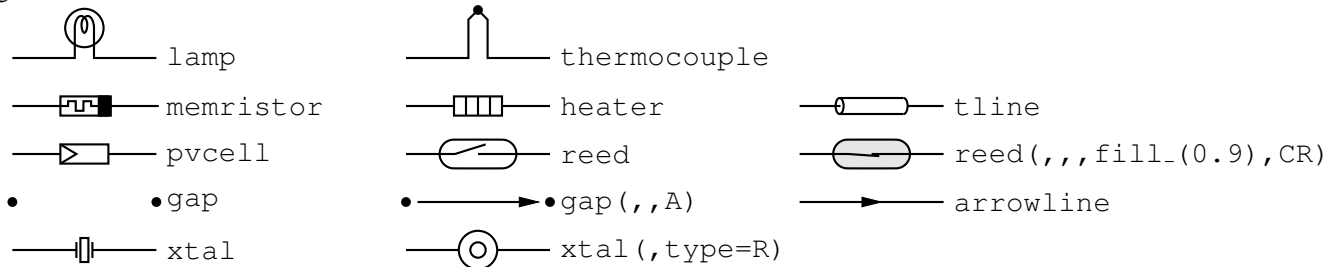 lamp thermocouple
memristor heater tline
pvcell reed reed(,,,fill_(0.9),CR)
gap gap(,,A) arrowline
xtal xtal(,type=R)